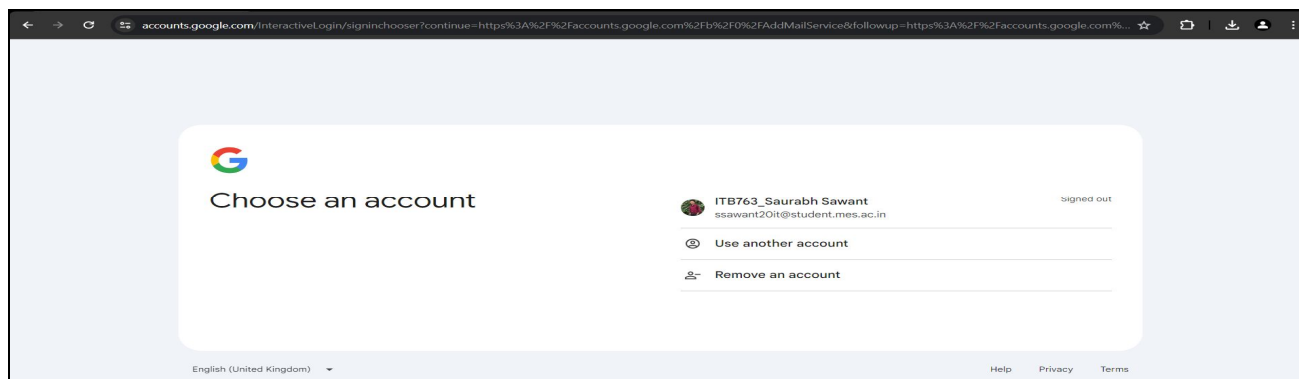 accounts.google.com/InteractiveLogin/signinchooser?continue=https%3A%2F%2Faccounts.google.com%2Fb%2F0%2FAddMailService&followup=https%3A%2F%2Faccounts.google.com%...
Choose an account
ITB763_Saurabh Sawant
Signed out
ssawant20it@student.mes.ac.in
Use another account
Remove an account
English (United Kingdom)
Help Privacy Terms